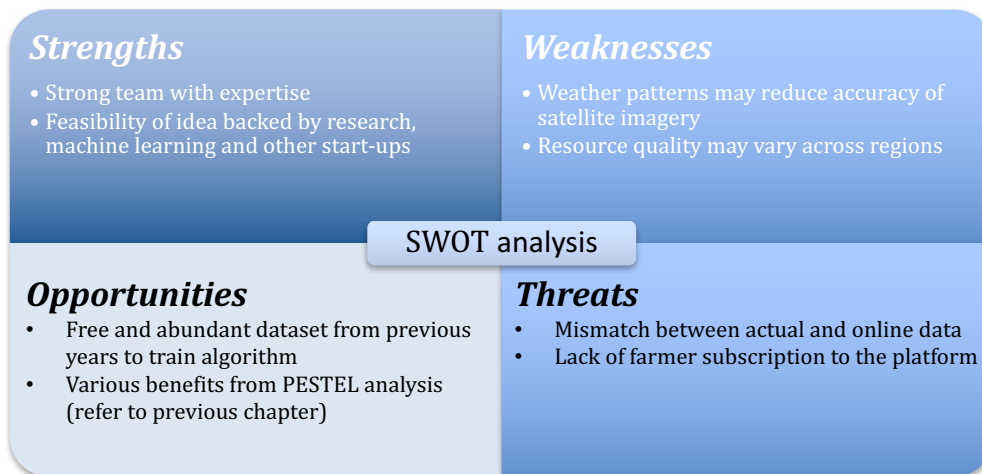 Strengths
• Strong team with expertise
• Feasibility of idea backed by research,
machine learning and other start-ups
Weaknesses
• Weather patterns may reduce accuracy of
satellite imagery
• Resource quality may vary across regions
SWOT analysis
Opportunities
• Free and abundant dataset from previous
years to train algorithm
• Various benefits from PESTEL analysis
(refer to previous chapter)
Threats
• Mismatch between actual and online data
• Lack of farmer subscription to the platform